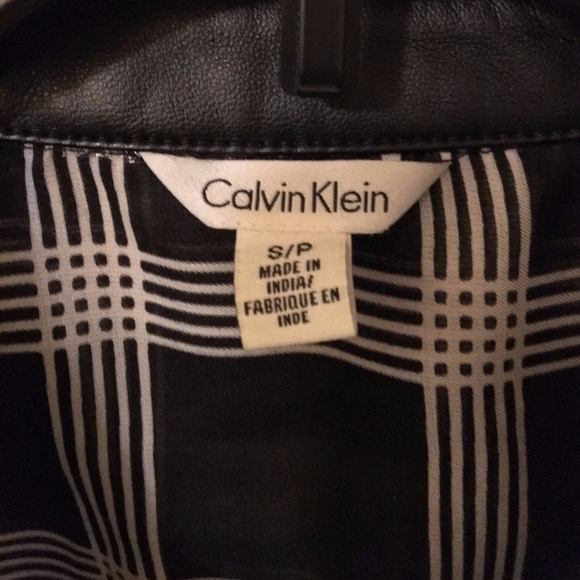 Calvin Klein
S/P
MADE IN
INDIA/
FABRIQUE EN
INDE